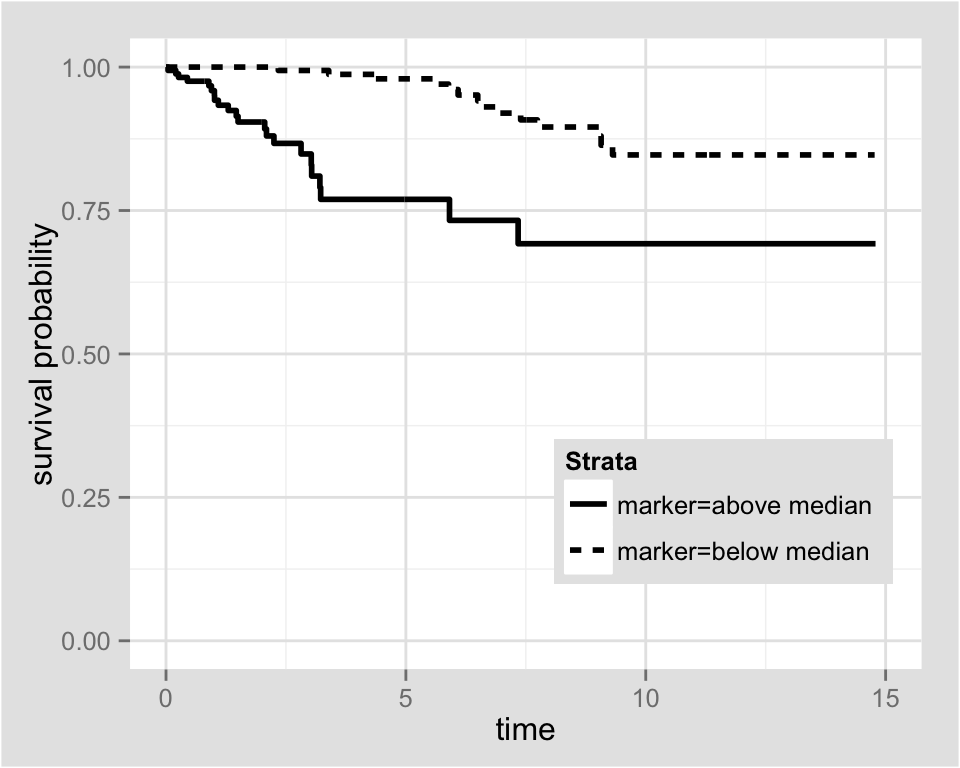 survival probability
1.00
0.75
0.50
0.25
0.00
Strata
marker=above median
marker=below median
0 5 10 15
time